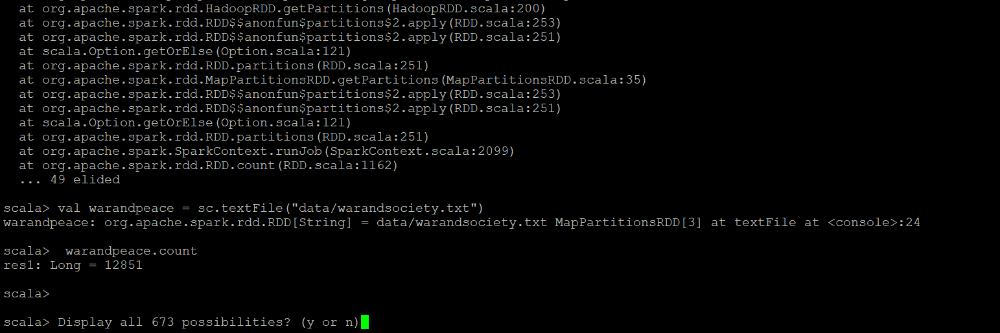 at org.apache.spark.rdd.HadoopRDD.getPartitions(HadoopRDD.scala:200)
at org.apache.spark.rdd.RDD$$anonfun$partitions$2.apply(RDD.scala:253)
at org.apache.spark.rdd.RDD$$anonfun$partitions$2.apply(RDD.scala:251)
at scala.Option.getOrElse(Option.scala:121)
at org.apache.spark.rdd.RDD.partitions(RDD.scala:251)
at org.apache.spark.rdd.MapPartitionsRDD.getPartitions(MapPartitionsRDD.scala:35)
at org.apache.spark.rdd.RDD$$anonfun$partitions$2.apply(RDD.scala:253)
at org.apache.spark.rdd.RDD$$anonfun$partitions$2.apply(RDD.scala:251)
at scala.Option.getOrElse(Option.scala:121)
at org.apache.spark.rdd.RDD.partitions(RDD.scala:251)
at org.apache.spark.SparkContext.runJob(SparkContext.scala:2099)
at org.apache.spark.rdd.RDD.count(RDD.scala:1162)
... 49 elided
scala> val warandpeace = sc.textFile("data/warandsociety.txt")
warandpeace: org.apache.spark.rdd.RDD[String] = data/warandsociety.txt MapPartitionsRDD[3] at textFile at <console>:24
scala>  warandpeace.count
res1: Long = 12851
scala>
scala> Display all 673 possibilities? (y or n)